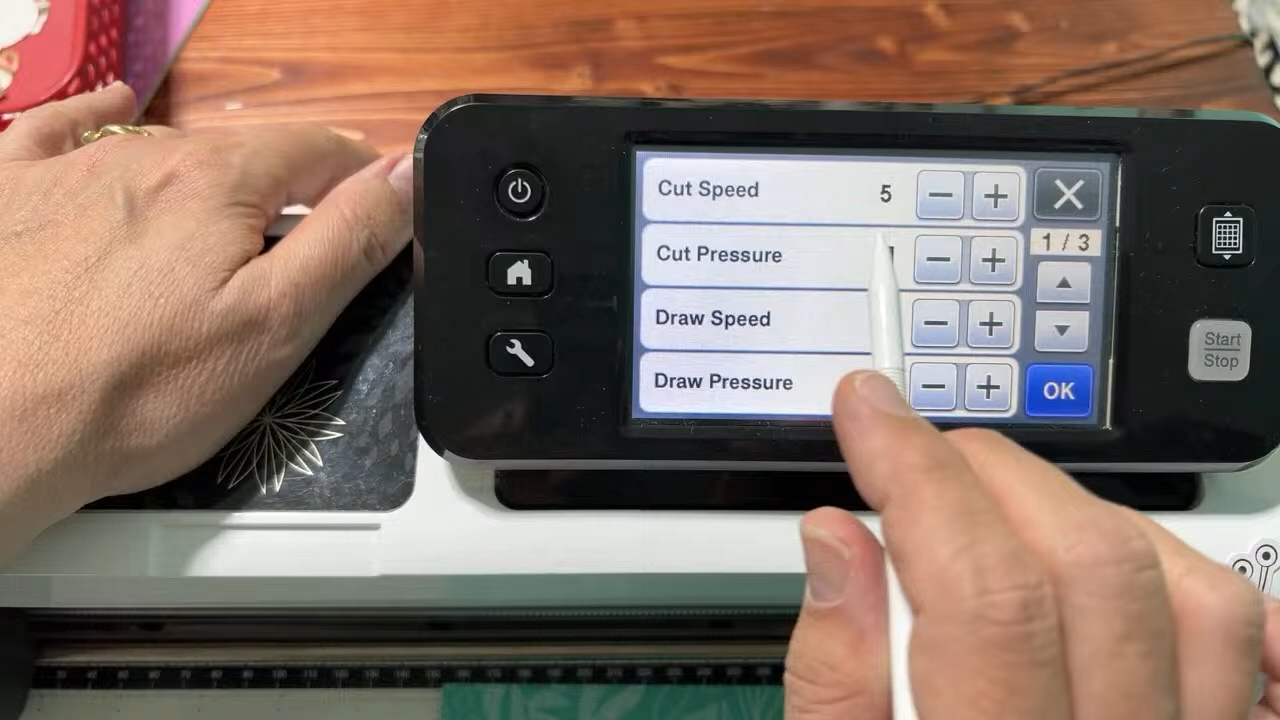 Cut Speed 5
Cut Pressure
1 / 3
Draw Speed
Draw Pressure
OK
Start
Stop